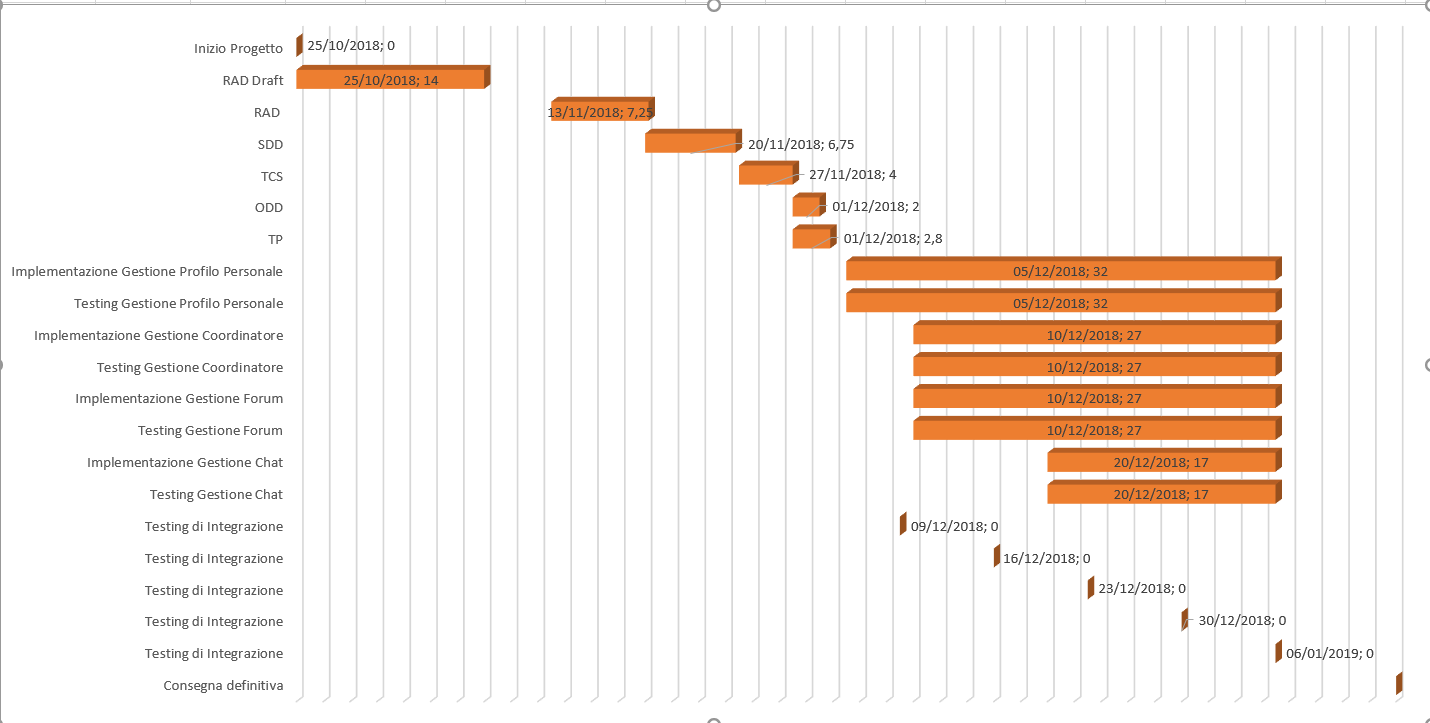 Inizio Progetto 25/10/2018; 0
RAD Draft 25/10/2018; 14
RAD 13/11/2018; 7,25
SDD 20/11/2018; 6,75
TCS 27/11/2018; 4
ODD 01/12/2018; 2
TP 01/12/2018; 2,8
Implementazione Gestione Profilo Personale 05/12/2018; 32
Testing Gestione Profilo Personale 05/12/2018; 32
Implementazione Gestione Coordinatore 10/12/2018; 27
Testing Gestione Coordinatore 10/12/2018; 27
Implementazione Gestione Forum 10/12/2018; 27
Testing Gestione Forum 10/12/2018; 27
Implementazione Gestione Chat 20/12/2018; 17
Testing Gestione Chat 20/12/2018; 17
Testing di Integrazione 09/12/2018; 0
Testing di Integrazione 16/12/2018; 0
Testing di Integrazione 23/12/2018; 0
Testing di Integrazione 30/12/2018; 0
Testing di Integrazione 06/01/2019; 0
Consegna definitiva